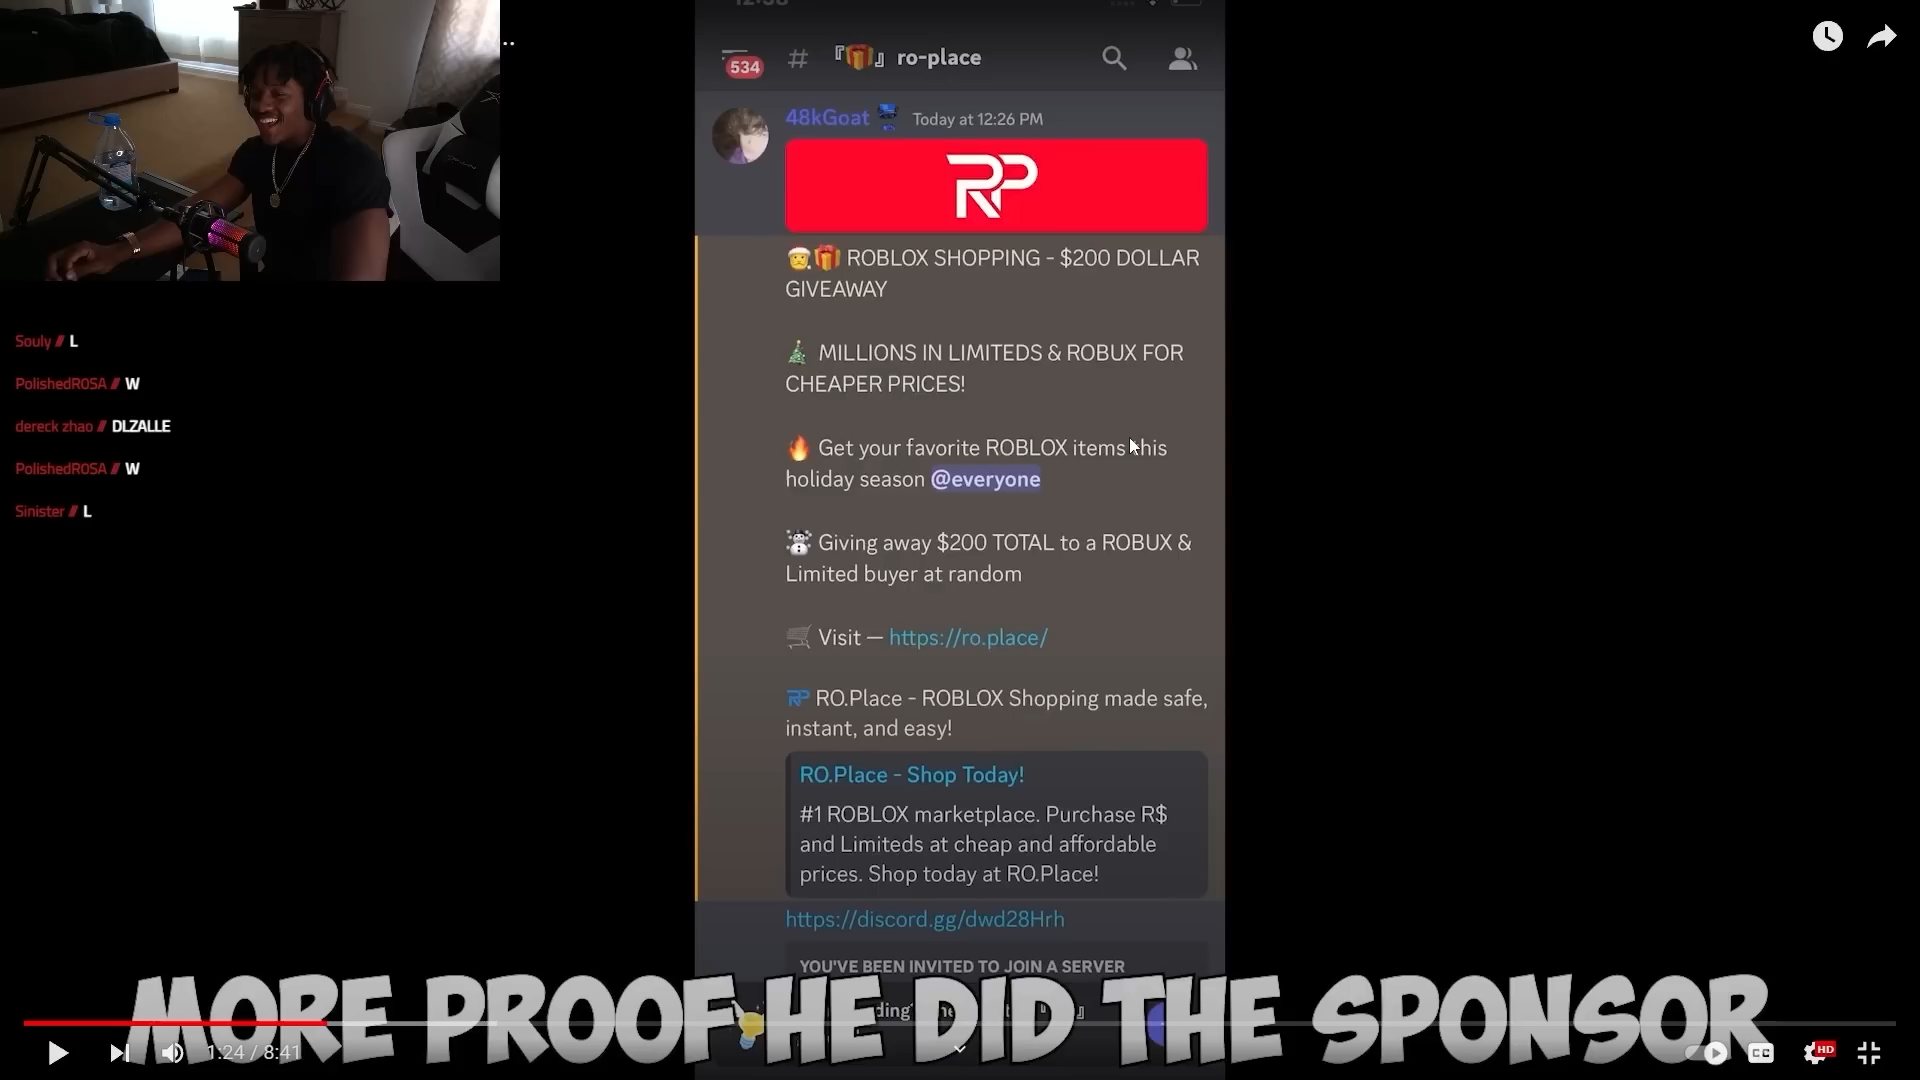 534
# 『🎁』 ro-place
48kGoat Today at 12:26 PM
RP
🎅🎁 ROBLOX SHOPPING - $200 DOLLAR
GIVEAWAY
🎄 MILLIONS IN LIMITEDS & ROBUX FOR
CHEAPER PRICES!
🔥 Get your favorite ROBLOX items this
holiday season @everyone
☃️ Giving away $200 TOTAL to a ROBUX &
Limited buyer at random
🛒 Visit — https://ro.place/
RP RO.Place - ROBLOX Shopping made safe,
instant, and easy!
RO.Place - Shop Today!
#1 ROBLOX marketplace. Purchase R$
and Limiteds at cheap and affordable
prices. Shop today at RO.Place!
https://discord.gg/dwd28Hrh
YOU'VE BEEN INVITED TO JOIN A SERVER
Souly // L
PolishedR0SA // W
dereck zhao // DLZALLE
PolishedR0SA // W
Sinister // L
MORE PROOF HE DID THE SPONSOR
1:24 / 8:41
CC
HD